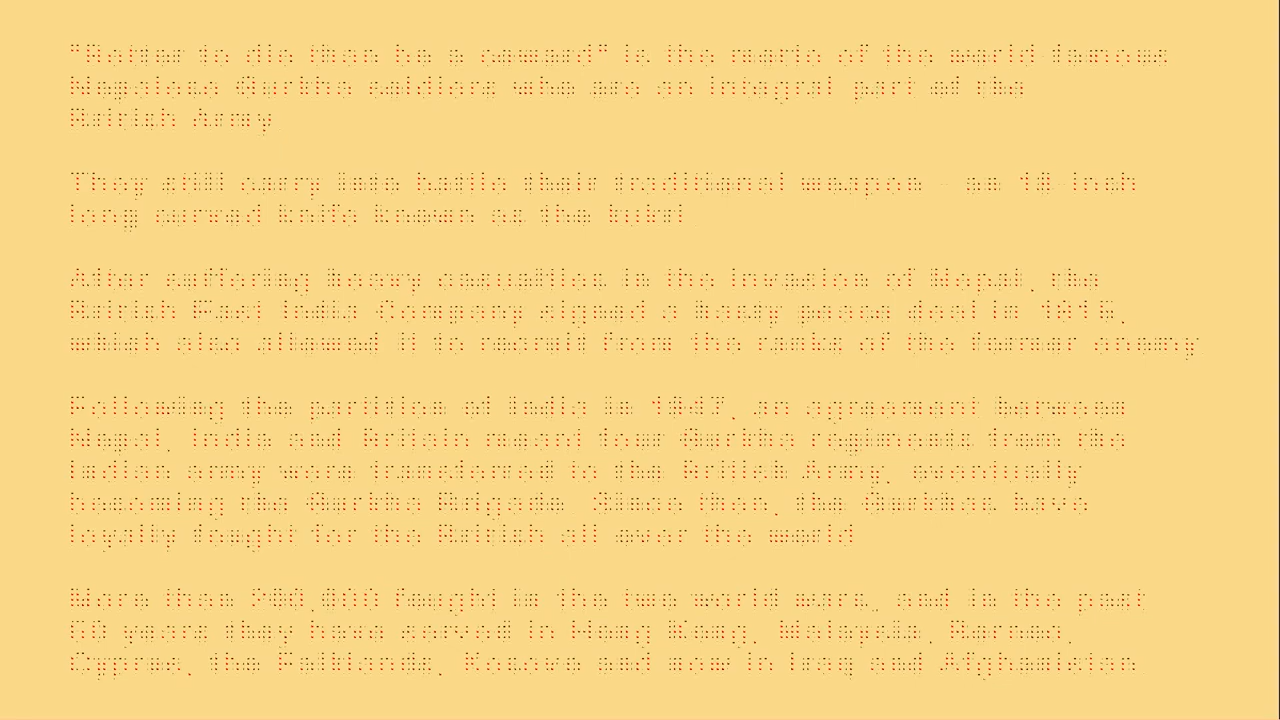 "Better to die than be a coward" is the motto of the world-famous
Nepalese Gurkha soldiers who are an integral part of the
British Army
They still carry into battle their traditional weapon - an 18-inch
long curved knife known as the kukri
After suffering heavy casualties in the invasion of Nepal, the
British East India Company signed a hasty peace deal in 1815,
which also allowed it to recruit from the ranks of the former enemy
Following the partition of India in 1947, an agreement between
Nepal, India and Britain meant four Gurkha regiments from the
Indian army were transferred to the British Army, eventually
becoming the Gurkha Brigade. Since then, the Gurkhas have
loyally fought for the British all over the world
More than 200,000 fought in the two world wars, and in the past
50 years they have served in Hong Kong, Malaysia, Borneo,
Cyprus, the Falklands, Kosovo and now in Iraq and Afghanistan